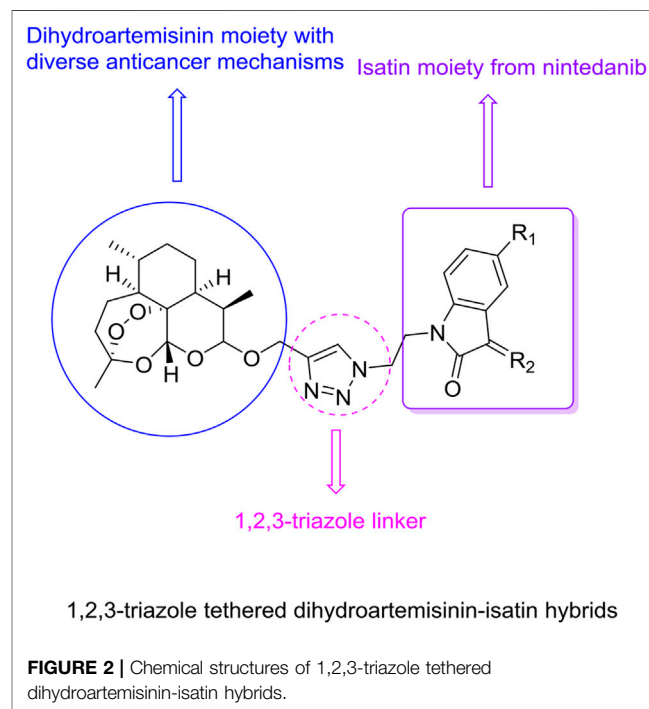 Dihydroartemisinin moiety with
diverse anticancer mechanisms
Isatin moiety from nintedanib
R1
H
H
O
O
O
H
O
O
N
N
N
N
O
R2
1,2,3-triazole linker
1,2,3-triazole tethered dihydroartemisinin-isatin hybrids
FIGURE 2 | Chemical structures of 1,2,3-triazole tethered
dihydroartemisinin-isatin hybrids.